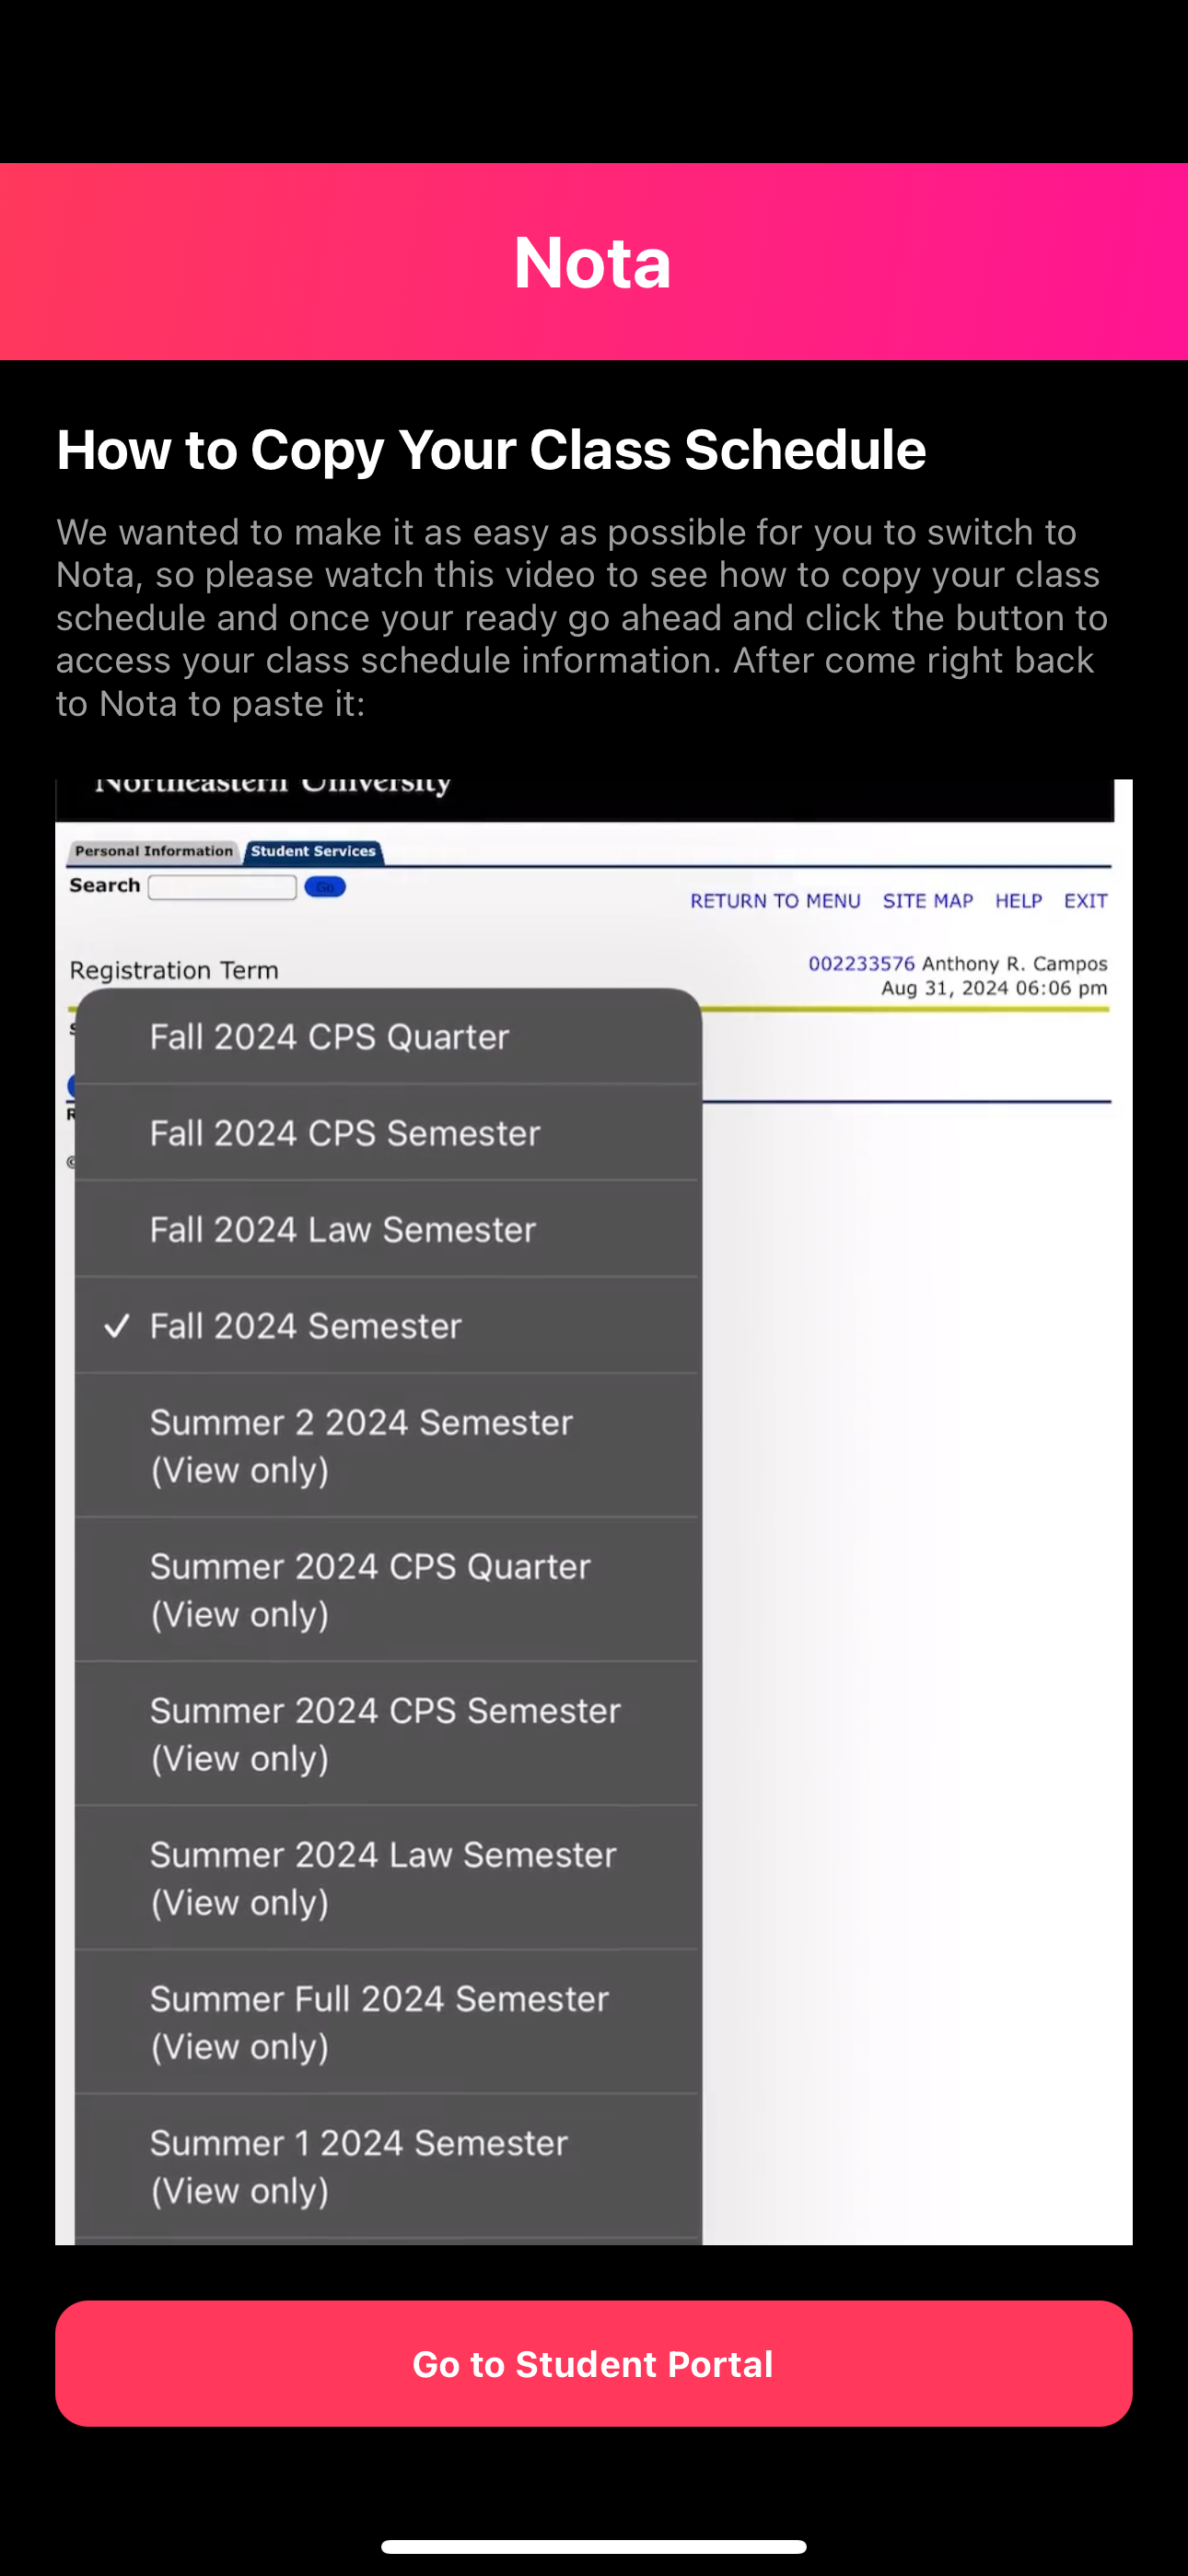 Nota
How to Copy Your Class Schedule
We wanted to make it as easy as possible for you to switch to
Nota, so please watch this video to see how to copy your class
schedule and once your ready go ahead and click the button to
access your class schedule information. After come right back
to Nota to paste it:
Northeastern University
Personal Information Student Services
Search Go
RETURN TO MENU SITE MAP HELP EXIT
Registration Term
002233576 Anthony R. Campos
Aug 31, 2024 06:06 pm
Fall 2024 CPS Quarter
Fall 2024 CPS Semester
Fall 2024 Law Semester
✓ Fall 2024 Semester
Summer 2 2024 Semester
(View only)
Summer 2024 CPS Quarter
(View only)
Summer 2024 CPS Semester
(View only)
Summer 2024 Law Semester
(View only)
Summer Full 2024 Semester
(View only)
Summer 1 2024 Semester
(View only)
Go to Student Portal